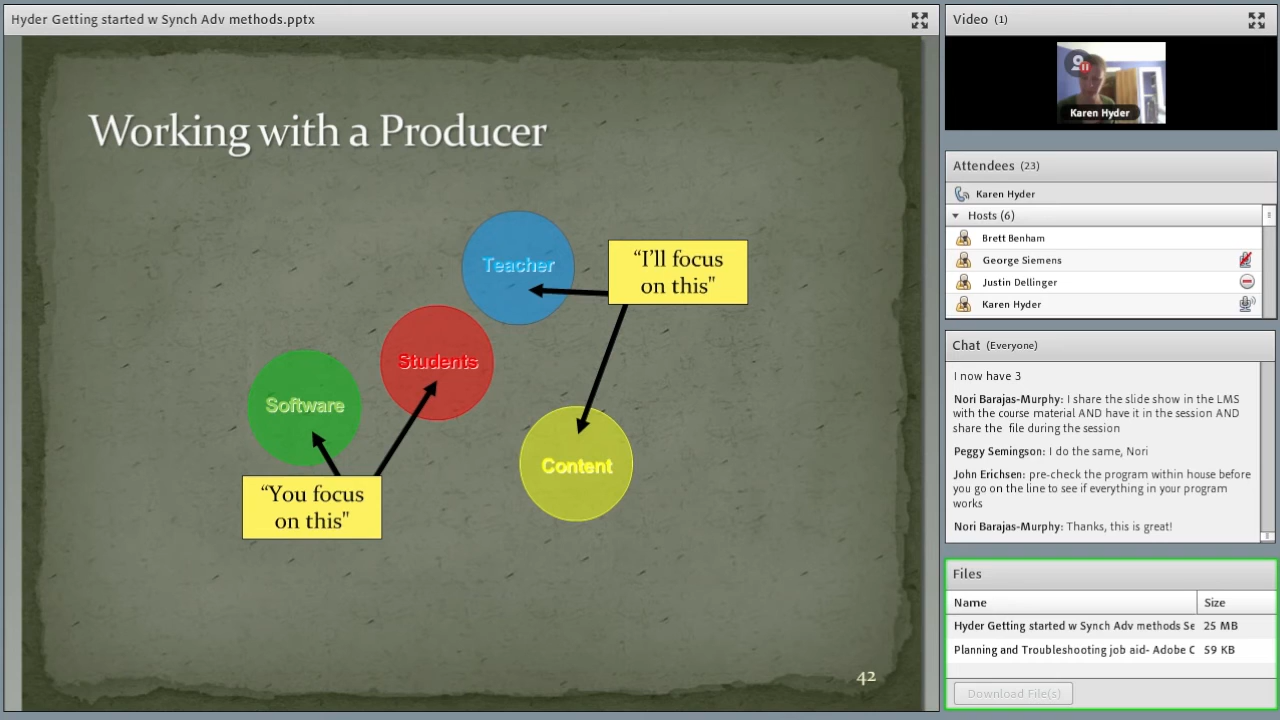 Hyder Getting started w Synch Adv methods.pptx
Working with a Producer
Teacher
“I’ll focus
on this"
Students
Software
Content
“You focus
on this"
42
Video (1)
Karen Hyder
Attendees (23)
Karen Hyder
Hosts (6)
Brett Benham
George Siemens
Justin Dellinger
Karen Hyder
Chat (Everyone)
I now have 3
Nori Barajas-Murphy: I share the slide show in the LMS
with the course material AND have it in the session AND
share the file during the session
Peggy Semingson: I do the same, Nori
John Erichsen: pre-check the program within house before
you go on the line to see if everything in your program
works
Nori Barajas-Murphy: Thanks, this is great!
Files
Name Size
Hyder Getting started w Synch Adv methods Se 25 MB
Planning and Troubleshooting job aid- Adobe C 59 KB
Download File(s)